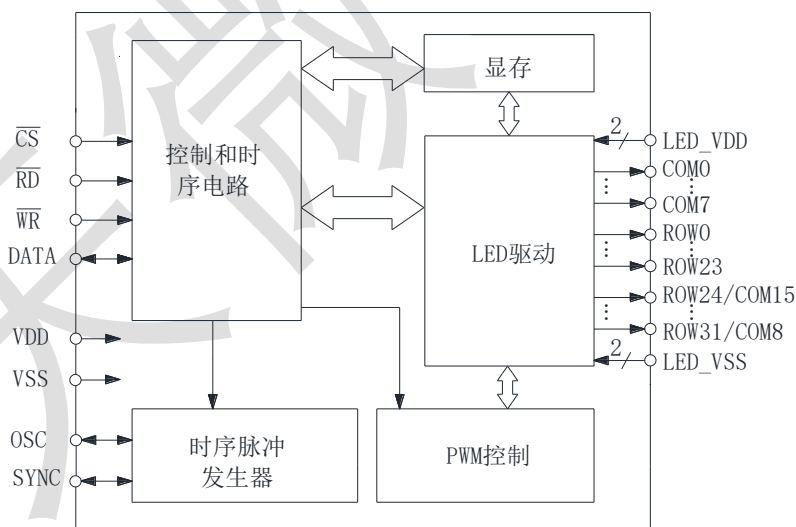 显存
控制和时
序电路
LED驱动
时序脉冲
发生器
PWM控制
CS
RD
WR
DATA
VDD
VSS
OSC
SYNC
2
LED_VDD
COM0
COM7
ROW0
ROW23
ROW24/COM15
ROW31/COM8
2
LED_VSS